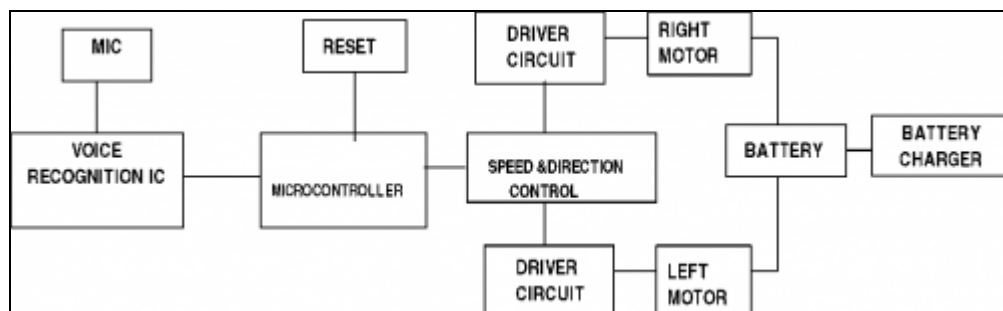 MIC
RESET
DRIVER
CIRCUIT
RIGHT
MOTOR
VOICE
RECOGNITION IC
MICROCONTROLLER
SPEED &DIRECTION
CONTROL
BATTERY
BATTERY
CHARGER
DRIVER
CIRCUIT
LEFT
MOTOR